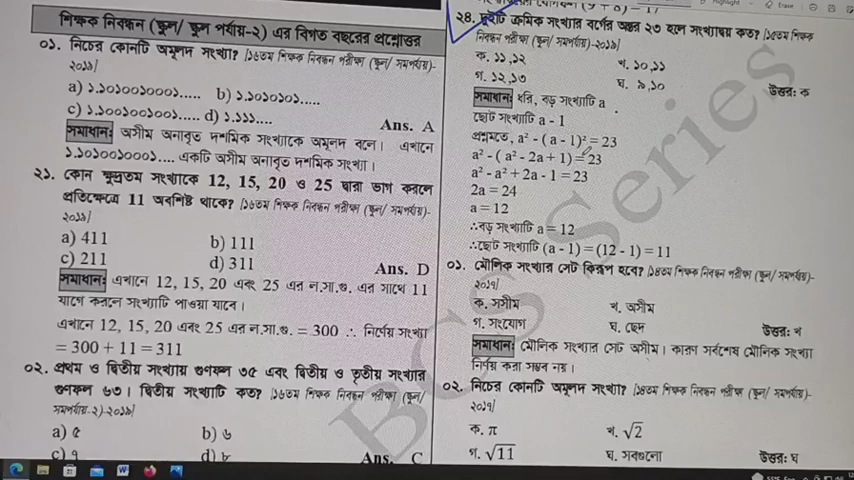 শিক্ষক নিবন্ধন (স্কুল/ স্কুল পর্যায়-২) এর বিগত বছরের প্রশ্নোত্তর
০১. নিচের কোনটি অমূলদ সংখ্যা? [১৬তম শিক্ষক নিবন্ধন পরীক্ষা (স্কুল/ সমপর্যায়)-
২০১৯]
a) ১.১০১০০১০০০১..... b) ১.১০১০১০১.....
c) ১.১০০১০০১০০১..... d) ১.১১১....
Ans. A
সমাধান: অসীম অনাবৃত দশমিক সংখ্যাকে অমূলদ বলে। এখানে
১.১০১০০১০০০১.... একটি অসীম অনাবৃত দশমিক সংখ্যা।
২১. কোন ক্ষুদ্রতম সংখ্যাকে 12, 15, 20 ও 25 দ্বারা ভাগ করলে
প্রতিক্ষেত্রে 11 অবশিষ্ট থাকে? [১৬তম শিক্ষক নিবন্ধন পরীক্ষা (স্কুল/ সমপর্যায়)-
২০১৯]
a) 411 b) 111
c) 211 d) 311 Ans. D
সমাধান: এখানে 12, 15, 20 এবং 25 এর ল.সা.গু. এর সাথে 11
যোগ করলে সংখ্যাটি পাওয়া যাবে।
এখানে 12, 15, 20 এবং 25 এর ল.সা.গু. = 300 ∴ নির্ণেয় সংখ্যা
= 300 + 11 = 311
০২. প্রথম ও দ্বিতীয় সংখ্যার গুণফল ৩৫ এবং দ্বিতীয় ও তৃতীয় সংখ্যার
গুণফল ৬৩। দ্বিতীয় সংখ্যাটি কত? [১৬তম শিক্ষক নিবন্ধন পরীক্ষা (স্কুল/
সমপর্যায়-২)-২০১৯]
a) ৫ b) ৬
c) ৭ d) ৮ Ans. C
২৪. দুইটি ক্রমিক সংখ্যার বর্গের অন্তর ২৩ হলে সংখ্যাদ্বয় কত? [১৫তম শিক্ষক
নিবন্ধন পরীক্ষা (স্কুল/ সমপর্যায়)-২০১৯]
ক. ১১,১২ খ. ১০,১১
গ. ১২,১৩ ঘ. ৯,১০ উত্তর: ক
সমাধান: ধরি, বড় সংখ্যাটি a
ছোট সংখ্যাটি a - 1
প্রশ্নমতে, a² - (a - 1)² = 23
a² - (a² - 2a + 1) = 23
a² - a² + 2a - 1 = 23
2a = 24
a = 12
∴বড় সংখ্যাটি a = 12
∴ছোট সংখ্যাটি (a - 1) = (12 - 1) = 11
০১. মৌলিক সংখ্যার সেট কিরূপ হবে? [১৪তম শিক্ষক নিবন্ধন পরীক্ষা (স্কুল/ সমপর্যায়)-
২০১৭]
ক. সসীম খ. অসীম
গ. সংযোগ ঘ. ছেদ উত্তর: খ
সমাধান: মৌলিক সংখ্যার সেট অসীম। কারণ সর্বশেষ মৌলিক সংখ্যা
নির্ণয় করা সম্ভব নয়।
০২. নিচের কোনটি অমূলদ সংখ্যা? [১৪তম শিক্ষক নিবন্ধন পরীক্ষা (স্কুল/ সমপর্যায়)-
২০১৭]
ক. π খ. √2
গ. √11 ঘ. সবগুলো উত্তর: ঘ
BCS Series